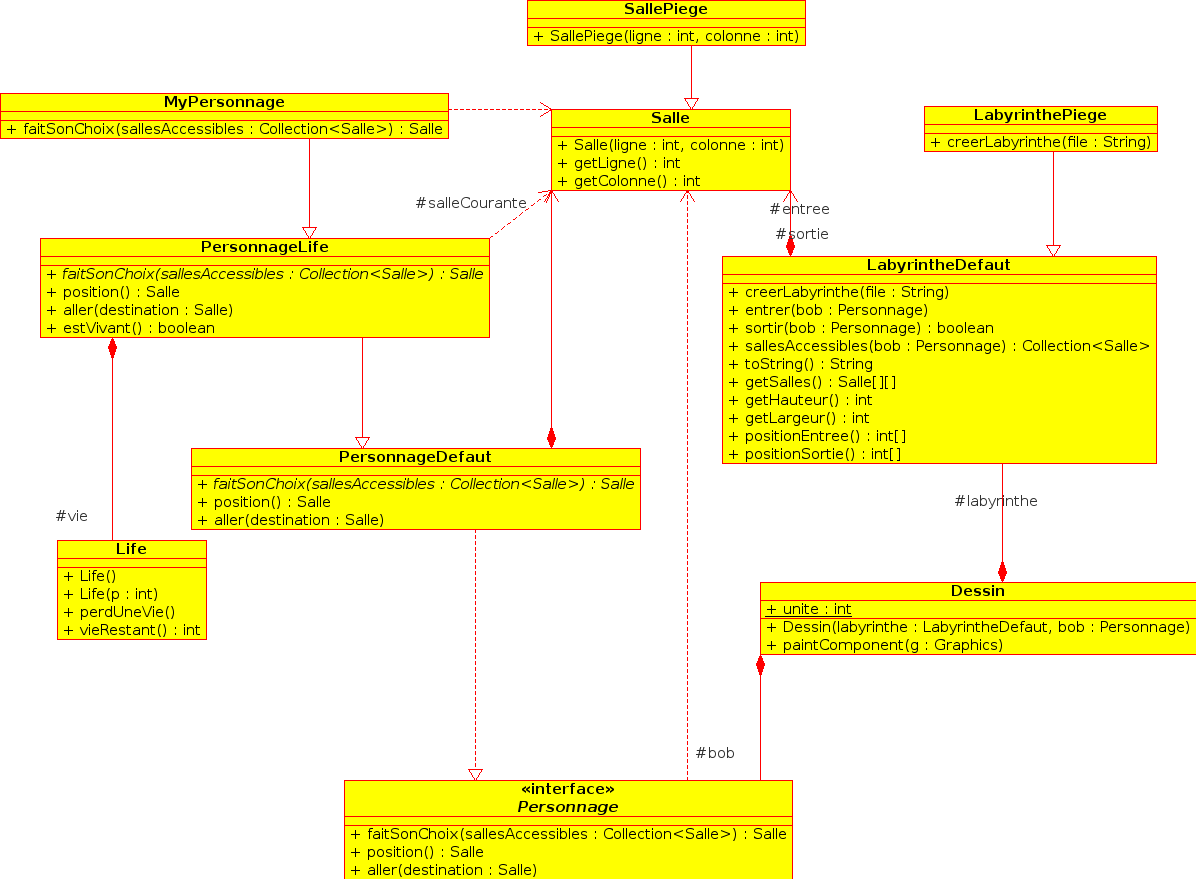 SallePiege
+ SallePiege(ligne : int, colonne : int)
MyPersonnage
+ faitSonChoix(sallesAccessibles : Collection<Salle>) : Salle
Salle
+ Salle(ligne : int, colonne : int)
+ getLigne() : int
+ getColonne() : int
LabyrinthePiege
+ creerLabyrinthe(file : String)
#salleCourante
#entree
#sortie
PersonnageLife
+ faitSonChoix(sallesAccessibles : Collection<Salle>) : Salle
+ position() : Salle
+ aller(destination : Salle)
+ estVivant() : boolean
LabyrintheDefaut
+ creerLabyrinthe(file : String)
+ entrer(bob : Personnage)
+ sortir(bob : Personnage) : boolean
+ sallesAccessibles(bob : Personnage) : Collection<Salle>
+ toString() : String
+ getSalles() : Salle[][]
+ getHauteur() : int
+ getLargeur() : int
+ positionEntree() : int[]
+ positionSortie() : int[]
PersonnageDefaut
+ faitSonChoix(sallesAccessibles : Collection<Salle>) : Salle
+ position() : Salle
+ aller(destination : Salle)
#vie
#labyrinthe
Life
+ Life()
+ Life(p : int)
+ perdUneVie()
+ vieRestant() : int
Dessin
+ unite : int
+ Dessin(labyrinthe : LabyrintheDefaut, bob : Personnage)
+ paintComponent(g : Graphics)
#bob
«interface»
Personnage
+ faitSonChoix(sallesAccessibles : Collection<Salle>) : Salle
+ position() : Salle
+ aller(destination : Salle)